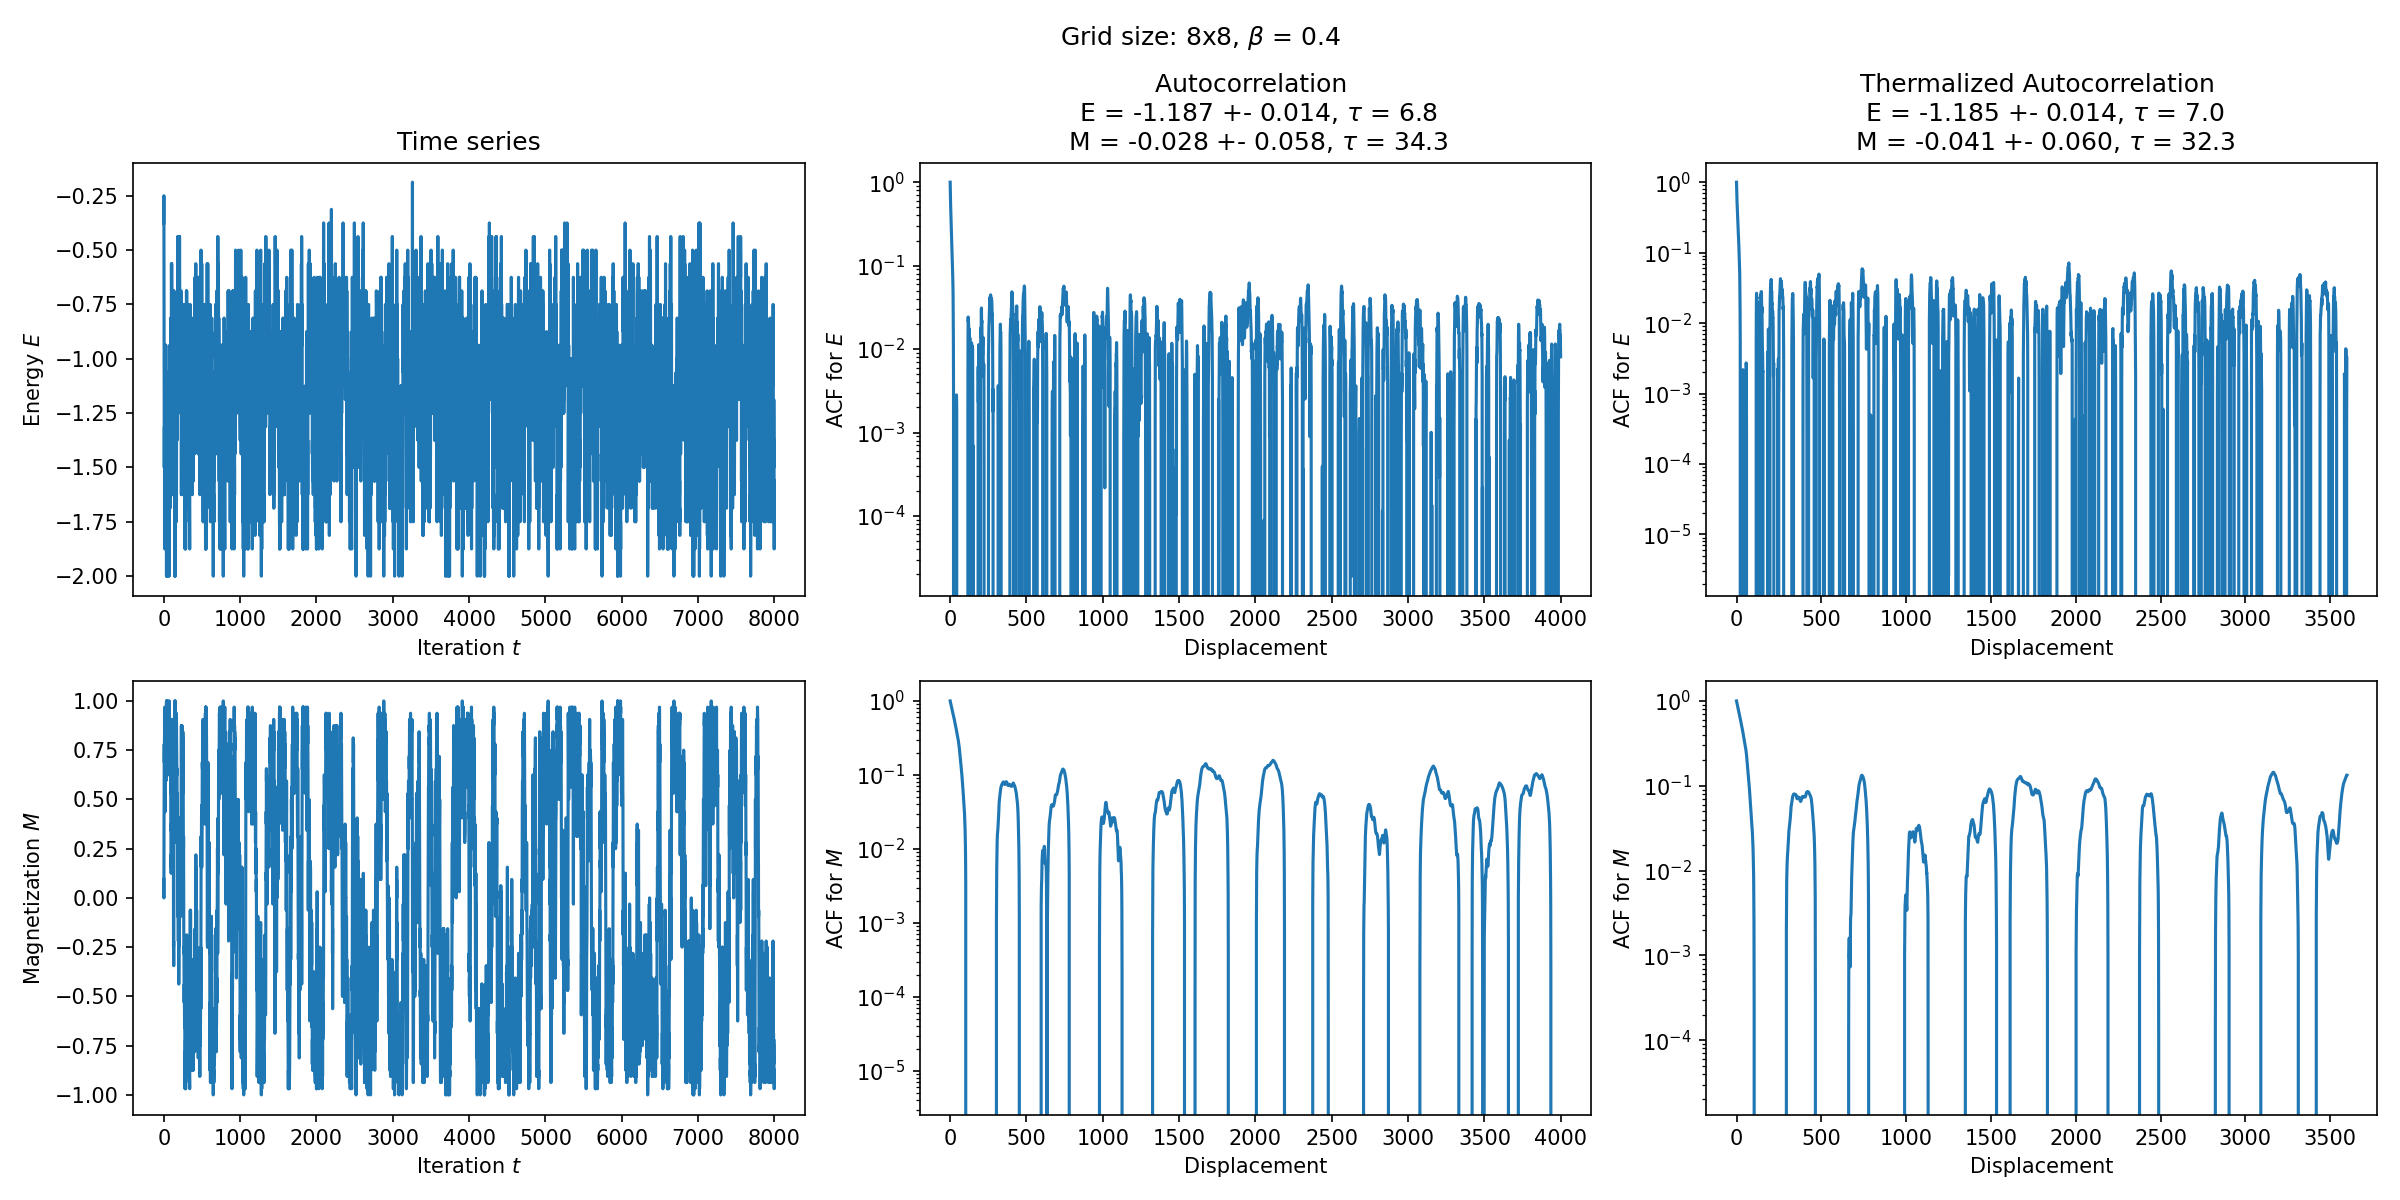 Grid size: 8x8, β = 0.4
Time series
Autocorrelation
E = -1.187 +- 0.014, τ = 6.8
M = -0.028 +- 0.058, τ = 34.3
Thermalized Autocorrelation
E = -1.185 +- 0.014, τ = 7.0
M = -0.041 +- 0.060, τ = 32.3
Energy E
−0.25
−0.50
−0.75
−1.00
−1.25
−1.50
−1.75
−2.00
0 1000 2000 3000 4000 5000 6000 7000 8000
Iteration t
ACF for E
10⁰
10⁻¹
10⁻²
10⁻³
10⁻⁴
0 500 1000 1500 2000 2500 3000 3500 4000
Displacement
ACF for E
10⁰
10⁻¹
10⁻²
10⁻³
10⁻⁴
10⁻⁵
0 500 1000 1500 2000 2500 3000 3500
Displacement
Magnetization M
1.00
0.75
0.50
0.25
0.00
−0.25
−0.50
−0.75
−1.00
0 1000 2000 3000 4000 5000 6000 7000 8000
Iteration t
ACF for M
10⁰
10⁻¹
10⁻²
10⁻³
10⁻⁴
10⁻⁵
0 500 1000 1500 2000 2500 3000 3500 4000
Displacement
ACF for M
10⁰
10⁻¹
10⁻²
10⁻³
10⁻⁴
0 500 1000 1500 2000 2500 3000 3500
Displacement